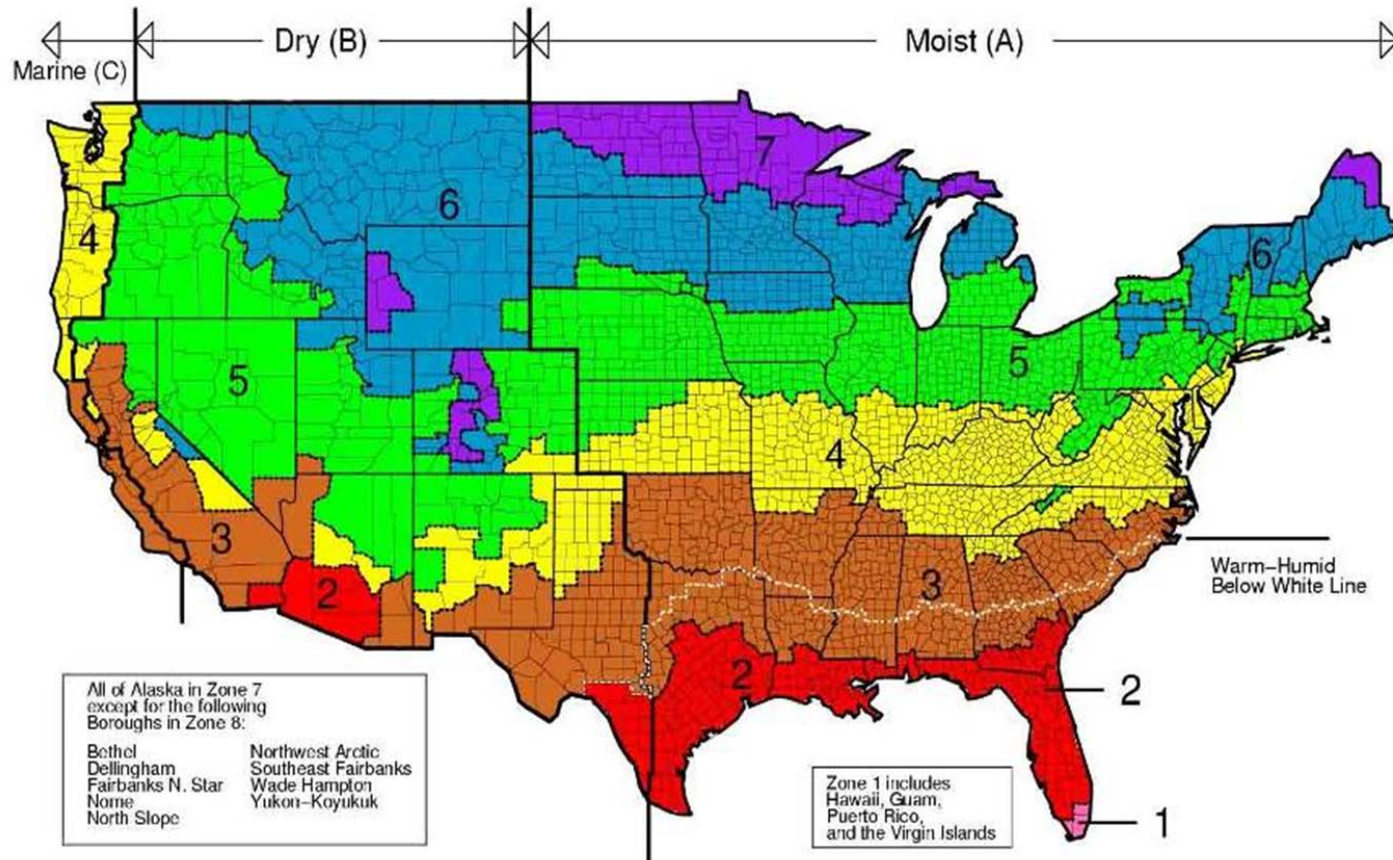 Dry (B)
Moist (A)
Marine (C)
7
6
4
6
5
5
4
3
3
2
2
2
1
Warm–Humid
Below White Line
All of Alaska in Zone 7
except for the following
Boroughs in Zone 8:
Bethel
Dellingham
Fairbanks N. Star
Nome
North Slope
Northwest Arctic
Southeast Fairbanks
Wade Hampton
Yukon–Koyukuk
Zone 1 includes
Hawaii, Guam,
Puerto Rico,
and the Virgin Islands